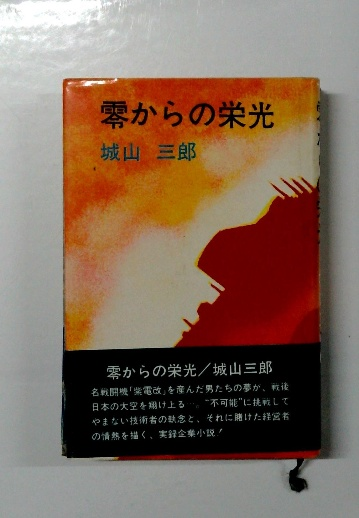 零からの栄光
城山 三郎
零からの栄光／城山三郎
名戦闘機「紫電改」を産んだ男たちの夢が、戦後
日本の大空を翔け上る…。“不可能”に挑戦して
やまない技術者の執念と、それに賭けた経営者
の情熱を描く、実録企業小説！